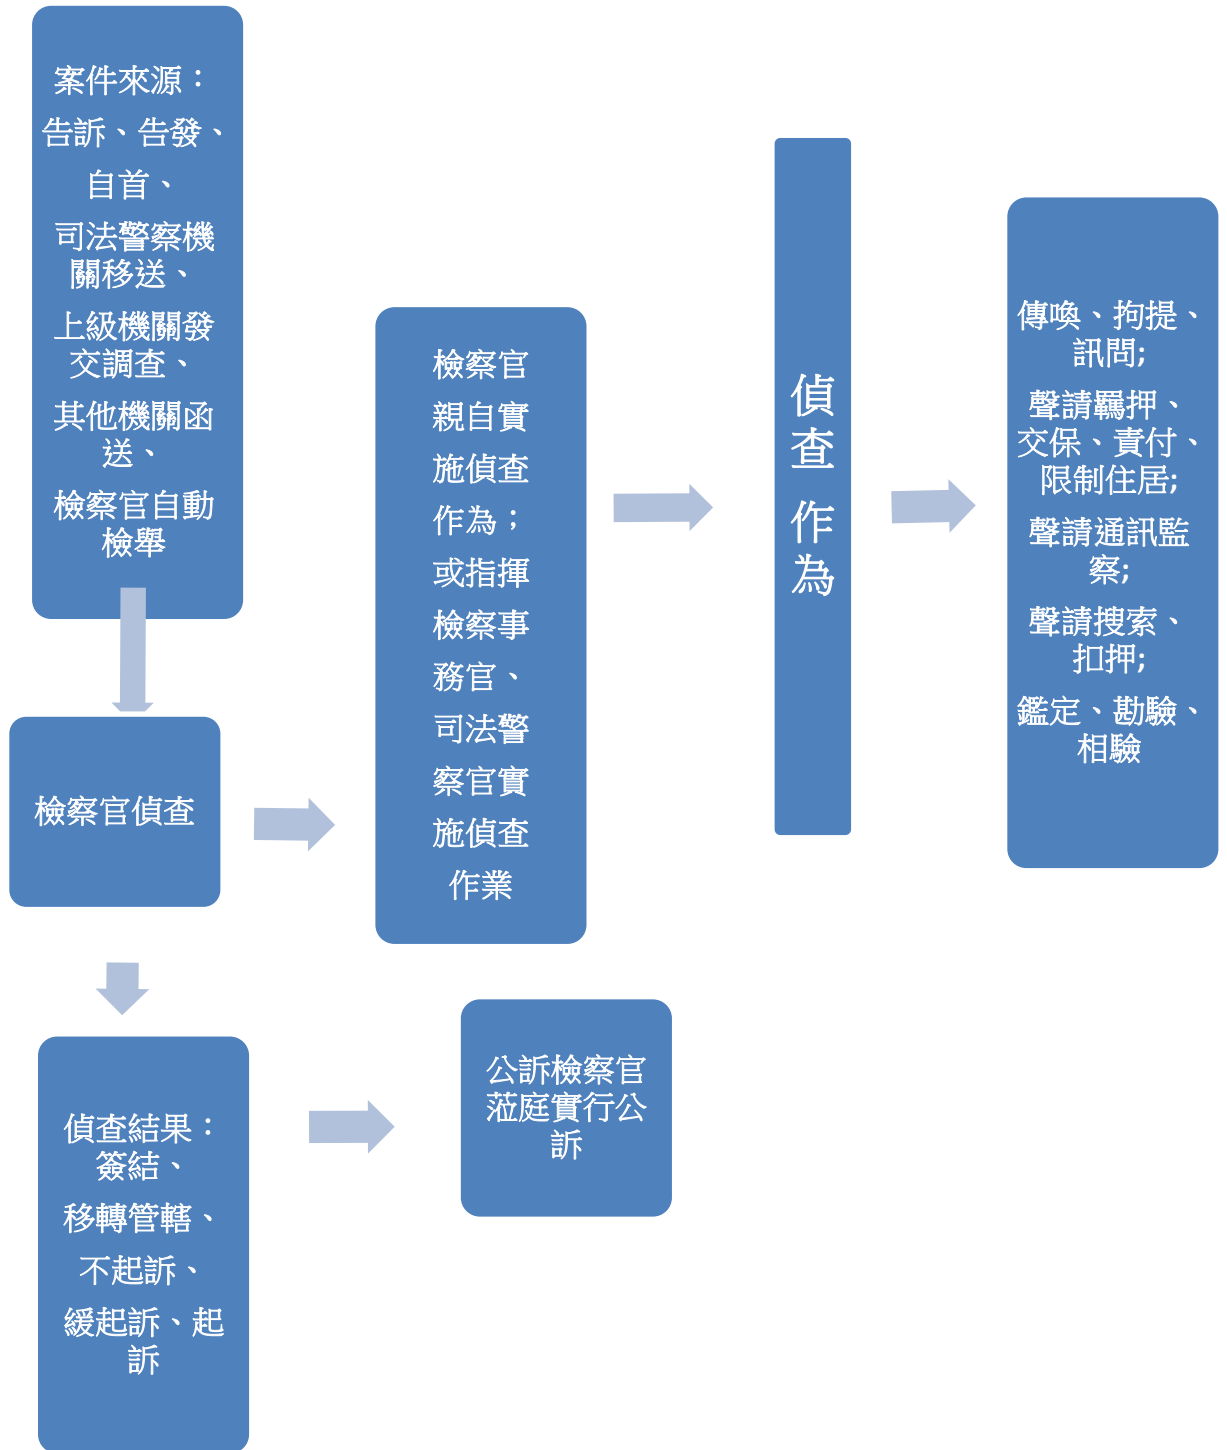 案件來源：
告訴、告發、
自首、
司法警察機
關移送、
上級機關發
交調查、
其他機關函
送、
檢察官自動
檢舉
檢察官偵查
檢察官
親自實
施偵查
作為；
或指揮
檢察事
務官、
司法警
察官實
施偵查
作業
偵
查
作
為
傳喚、拘提、
訊問;
聲請羈押、
交保、責付、
限制住居;
聲請通訊監
察;
聲請搜索、
扣押;
鑑定、勘驗、
相驗
偵查結果：
簽結、
移轉管轄、
不起訴、
緩起訴、起
訴
公訴檢察官
蒞庭實行公
訴